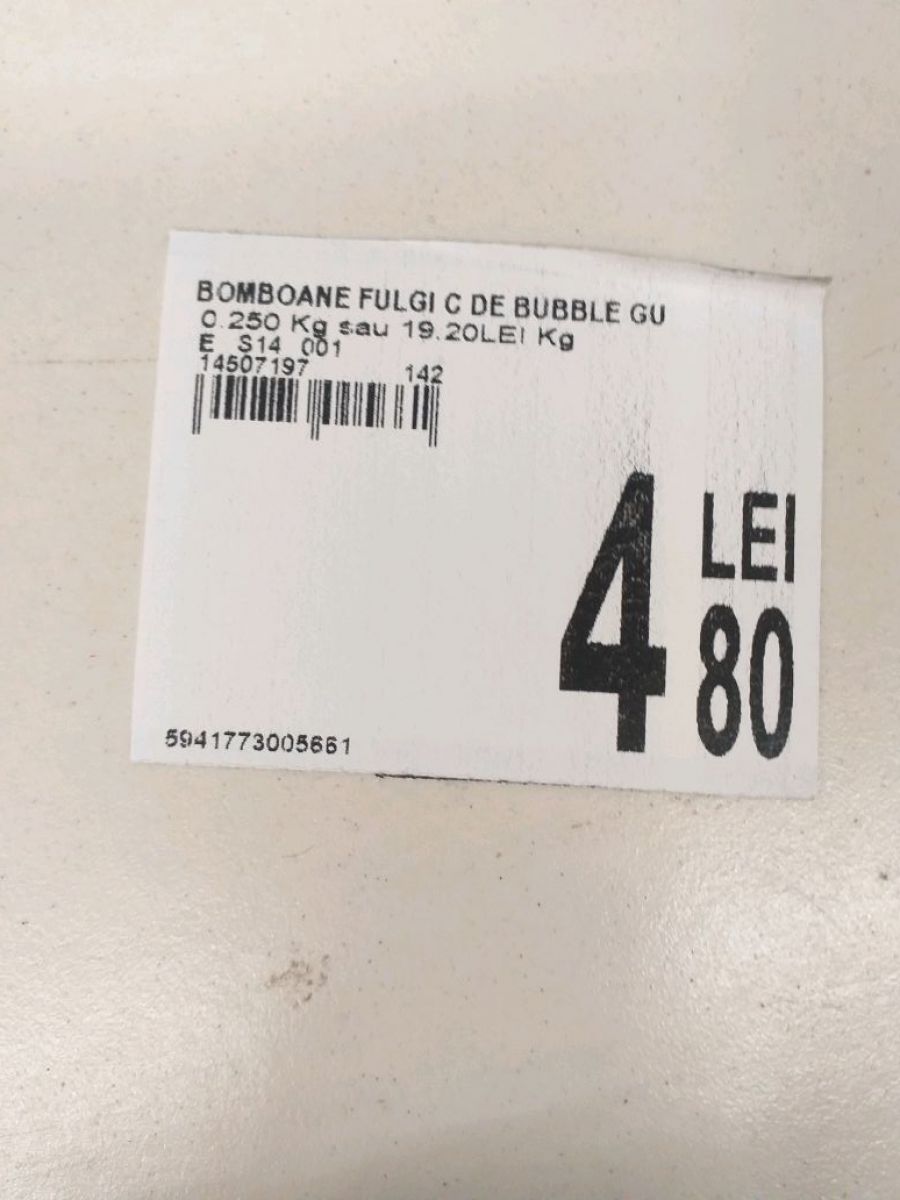 BOMBOANE FULGI C DE BUBBLE GU
0.250 Kg sau 19.20LEI Kg
E S14 001
14507197 142
4 LEI
80
5941773005661